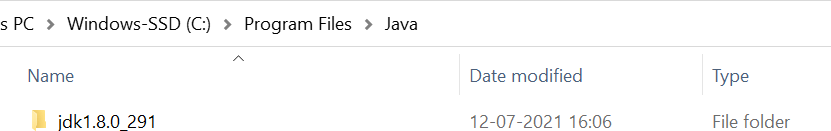 s PC > Windows-SSD (C:) > Program Files > Java
Name Date modified Type
jdk1.8.0_291 12-07-2021 16:06 File folder